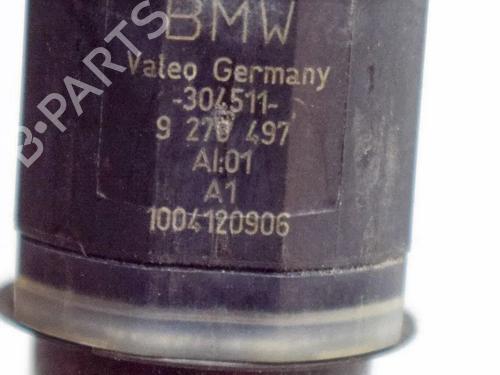 BMW
Valeo Germany
-304511-
9 270 497
AI:01
A1
1004120906
B-PARTS